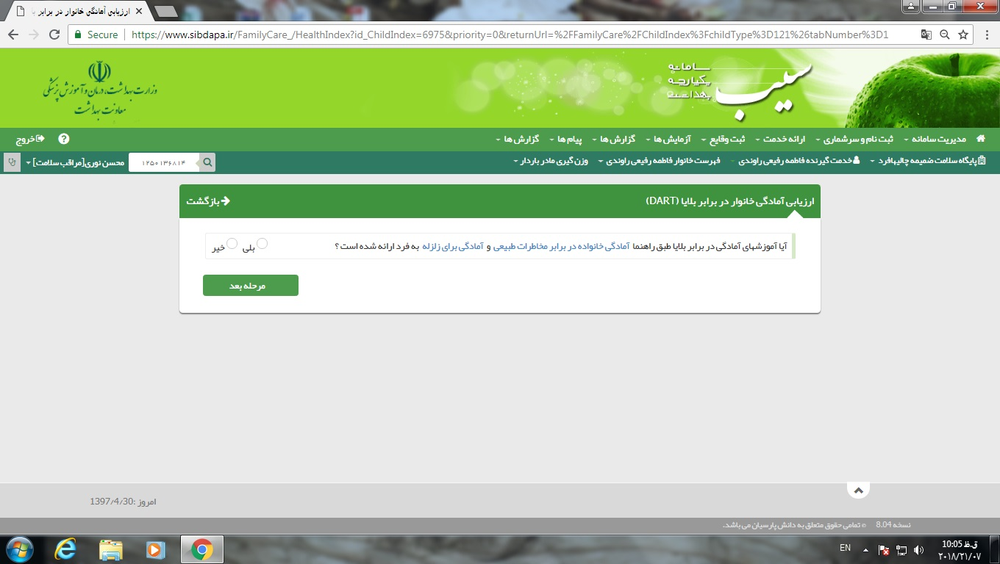 ارزیابی آمادگی خانوار در برابر با
Secure https://www.sibdapa.ir/FamilyCare_/HealthIndex?id_ChildIndex=6975&priority=0&returnUrl=%2FFamilyCare%2FChildIndex%3FchildType%3D121%26tabNumber%3D1
سیب
سامانه
یکپارچه
بهداشت
وزارت بهداشت، درمان و آموزش پزشکی
معاونت بهداشت
مدیریت سامانه ثبت نام و سرشماری ارائه خدمت ثبت وقایع آزمایش ها گزارش ها پیام ها گزارش ها ? خروج
پایگاه سلامت ضمیمه چالیهافرد خدمت گیرنده فاطمه رفیعی راوندی فهرست خانوار فاطمه رفیعی راوندی وزن گیری مادر باردار ۱۲۵۰۱۳۶۸۱۴ محسن نوری[مراقب سلامت]
ارزیابی آمادگی خانوار در برابر بلایا (DART) بازگشت
آیا آموزشهای آمادگی در برابر بلایا طبق راهنما آمادگی خانواده در برابر مخاطرات طبیعی و آمادگی برای زلزله به فرد ارائه شده است ؟ بلی خیر
مرحله بعد
امروز :1397/4/30
نسخه 8.04 © تمامی حقوق متعلق به دانش پارسیان می باشد.
EN
10:05 ق.ظ
۲۰۱۸/۲۱/۰۷